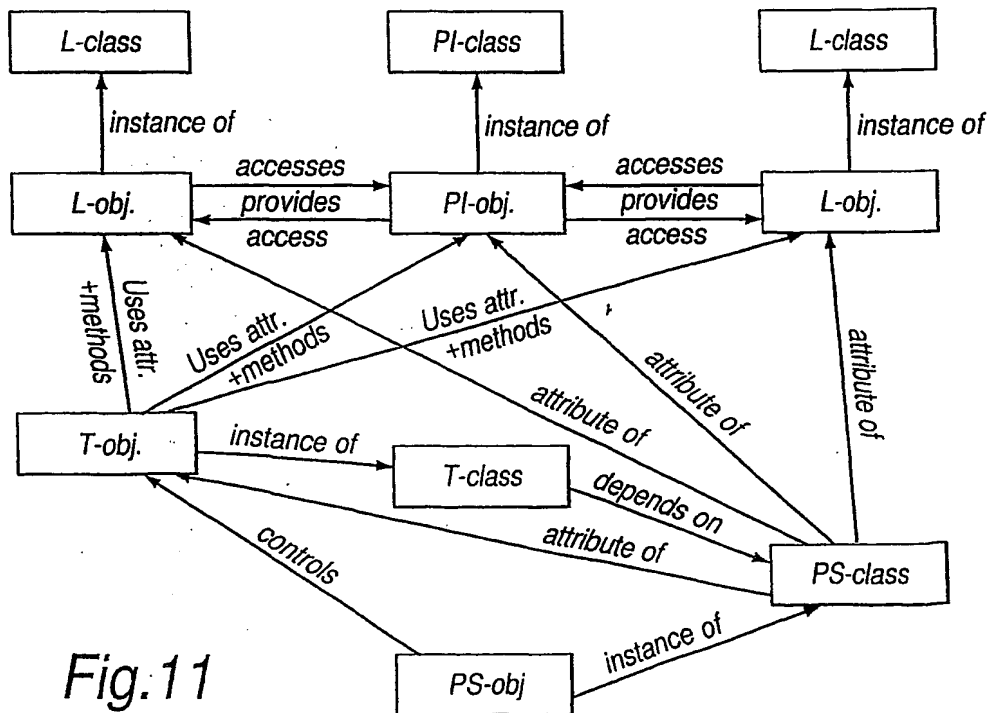 L-class
PI-class
L-class
instance of
instance of
instance of
accesses
accesses
L-obj.
provides
PI-obj.
provides
L-obj.
access
access
Uses attr.
+methods
Uses attr.
+methods
Uses attr.
+methods
attribute of
attribute of
attribute of
T-obj.
instance of
T-class
depends on
controls
attribute of
PS-class
instance of
PS-obj
Fig.11